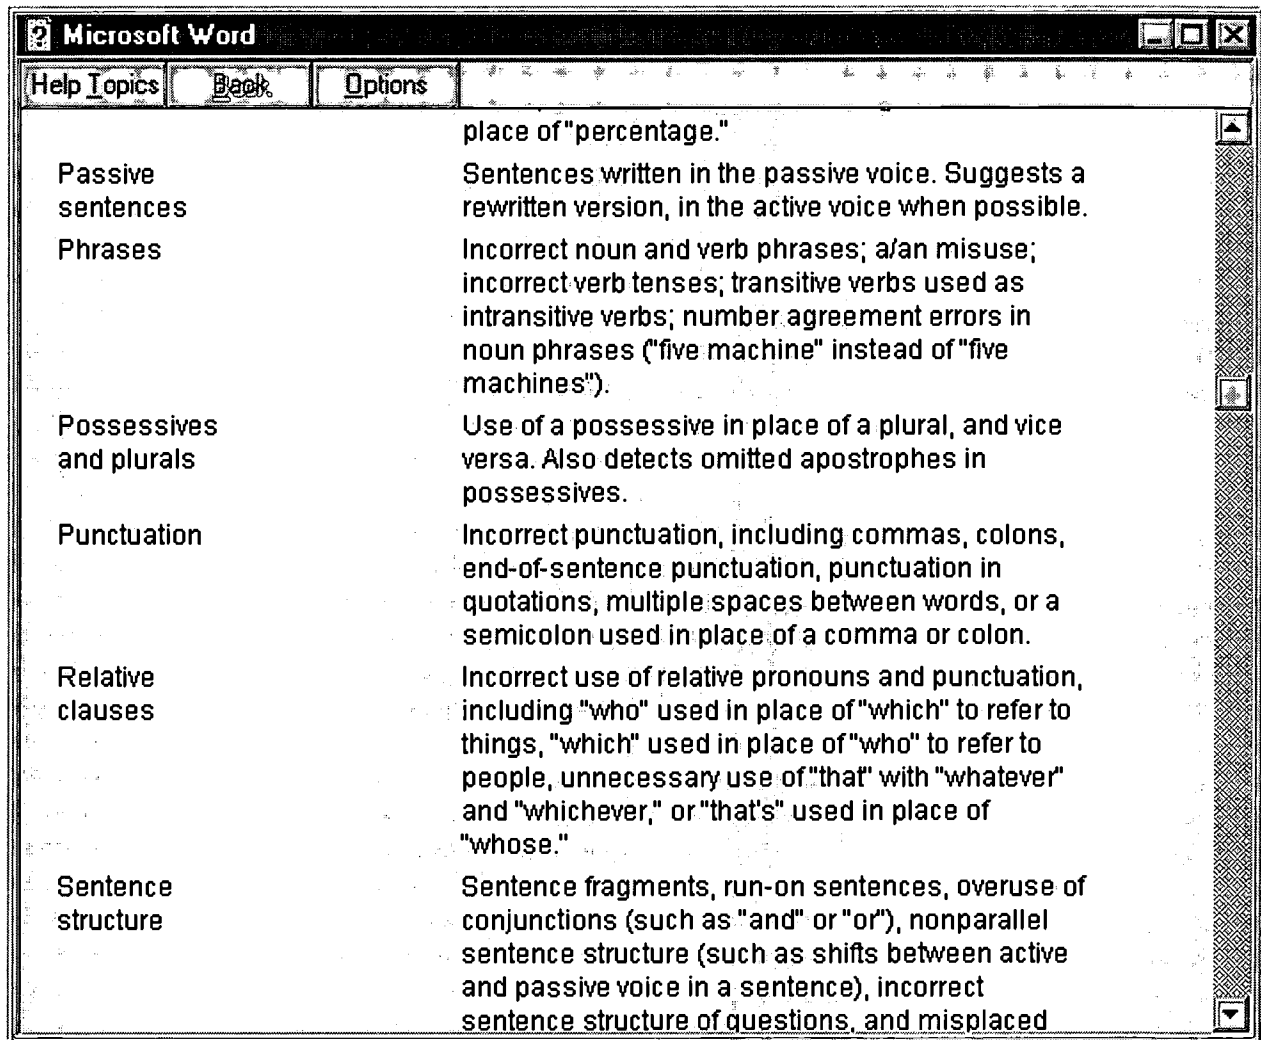 Microsoft Word
Help Topics Back Options
place of "percentage."
Passive Sentences written in the passive voice. Suggests a
sentences rewritten version, in the active voice when possible.
Phrases Incorrect noun and verb phrases; a/an misuse;
incorrect verb tenses; transitive verbs used as
intransitive verbs; number agreement errors in
noun phrases ("five machine" instead of "five
machines").
Possessives Use of a possessive in place of a plural, and vice
and plurals versa. Also detects omitted apostrophes in
possessives.
Punctuation Incorrect punctuation, including commas, colons,
end-of-sentence punctuation, punctuation in
quotations, multiple spaces between words, or a
semicolon used in place of a comma or colon.
Relative Incorrect use of relative pronouns and punctuation,
clauses including "who" used in place of "which" to refer to
things, "which" used in place of "who" to refer to
people, unnecessary use of "that" with "whatever"
and "whichever," or "that's" used in place of
"whose."
Sentence Sentence fragments, run-on sentences, overuse of
structure conjunctions (such as "and" or "or"), nonparallel
sentence structure (such as shifts between active
and passive voice in a sentence), incorrect
sentence structure of questions, and misplaced